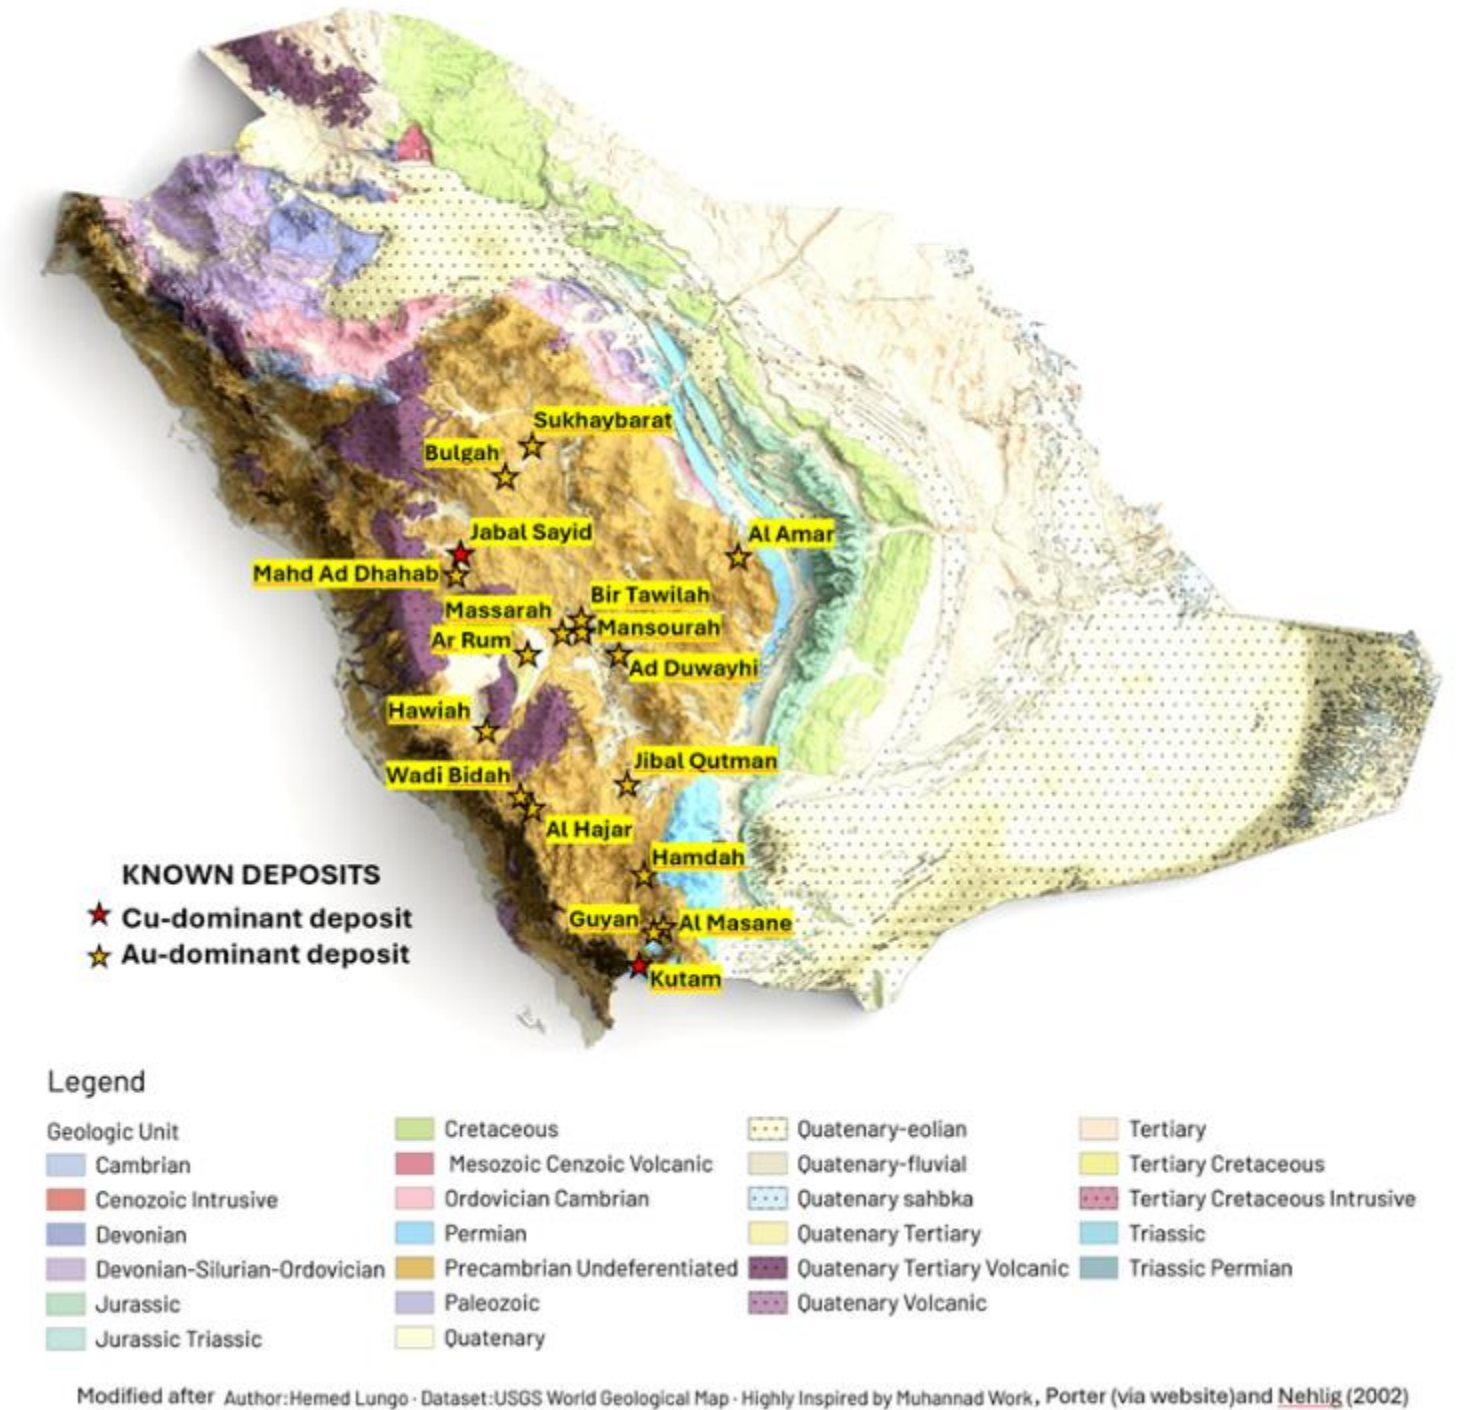 Sukhaybarat
Bulgah
Jabal Sayid
Al Amar
Mahd Ad Dhahab
Bir Tawilah
Massarah
Mansourah
Ar Rum
Ad Duwayhi
Hawiah
Jibal Qutman
Wadi Bidah
Al Hajar
Hamdah
KNOWN DEPOSITS
Cu-dominant deposit
Au-dominant deposit
Guyan
Al Masane
Kutam
Legend
Geologic Unit
Cambrian
Cenozoic Intrusive
Devonian
Devonian-Silurian-Ordovician
Jurassic
Jurassic Triassic
Cretaceous
Mesozoic Cenzoic Volcanic
Ordovician Cambrian
Permian
Precambrian Undeferentiated
Paleozoic
Quatenary
Quatenary-eolian
Quatenary-fluvial
Quatenary sahbka
Quatenary Tertiary
Quatenary Tertiary Volcanic
Quatenary Volcanic
Tertiary
Tertiary Cretaceous
Tertiary Cretaceous Intrusive
Triassic
Triassic Permian
Modified after Author:Hemed Lungo · Dataset:USGS World Geological Map · Highly Inspired by Muhannad Work, Porter (via website)and Nehlig (2002)